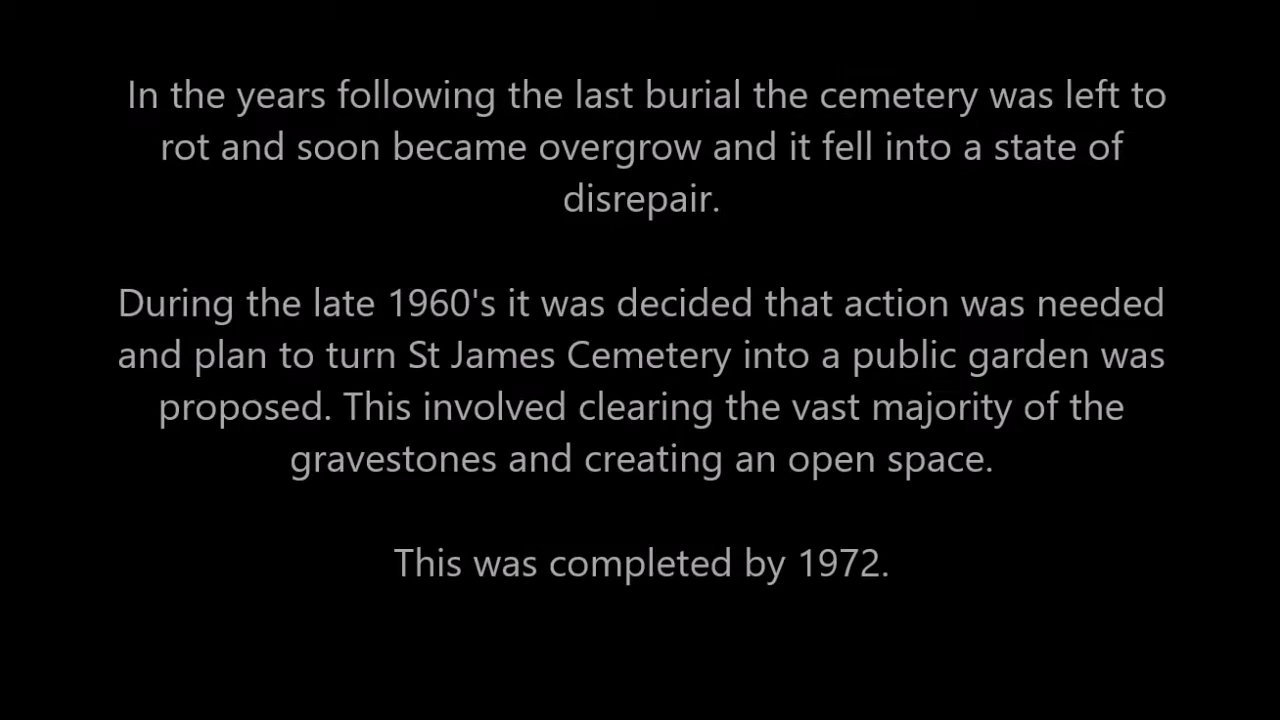 In the years following the last burial the cemetery was left to
rot and soon became overgrow and it fell into a state of
disrepair.
During the late 1960's it was decided that action was needed
and plan to turn St James Cemetery into a public garden was
proposed. This involved clearing the vast majority of the
gravestones and creating an open space.
This was completed by 1972.